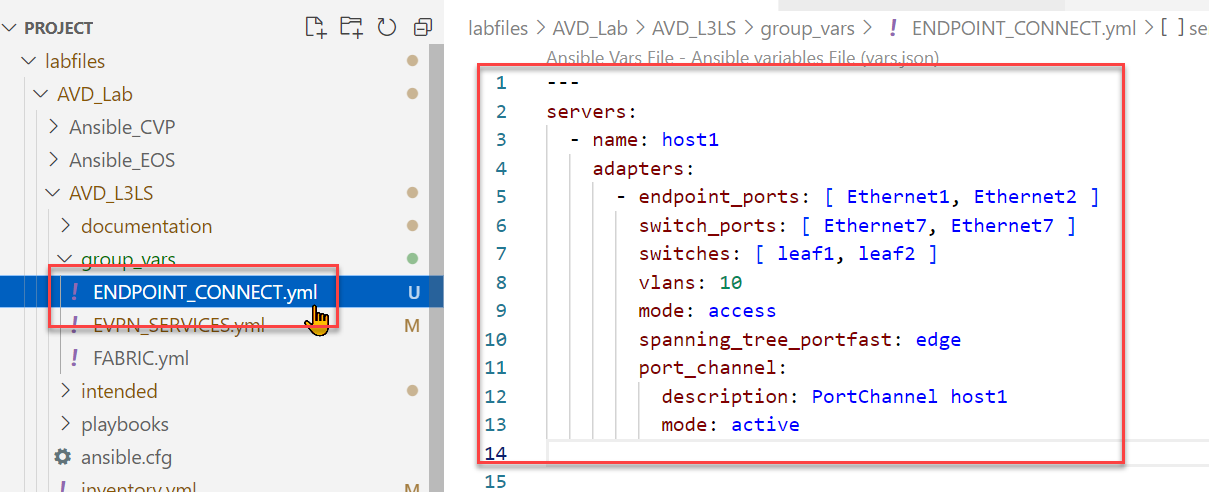 PROJECT
labfiles
AVD_Lab
Ansible_CVP
Ansible_EOS
AVD_L3LS
documentation
group_vars
ENDPOINT_CONNECT.yml U
EVPN_SERVICES.yml M
FABRIC.yml
intended
playbooks
ansible.cfg
inventory.yml M
labfiles > AVD_Lab > AVD_L3LS > group_vars > ! ENDPOINT_CONNECT.yml > [ ] se
Ansible Vars File - Ansible variables File (vars.json)
1 ---
2 servers:
3 - name: host1
4 adapters:
5 - endpoint_ports: [ Ethernet1, Ethernet2 ]
6 switch_ports: [ Ethernet7, Ethernet7 ]
7 switches: [ leaf1, leaf2 ]
8 vlans: 10
9 mode: access
10 spanning_tree_portfast: edge
11 port_channel:
12 description: PortChannel host1
13 mode: active
14
15